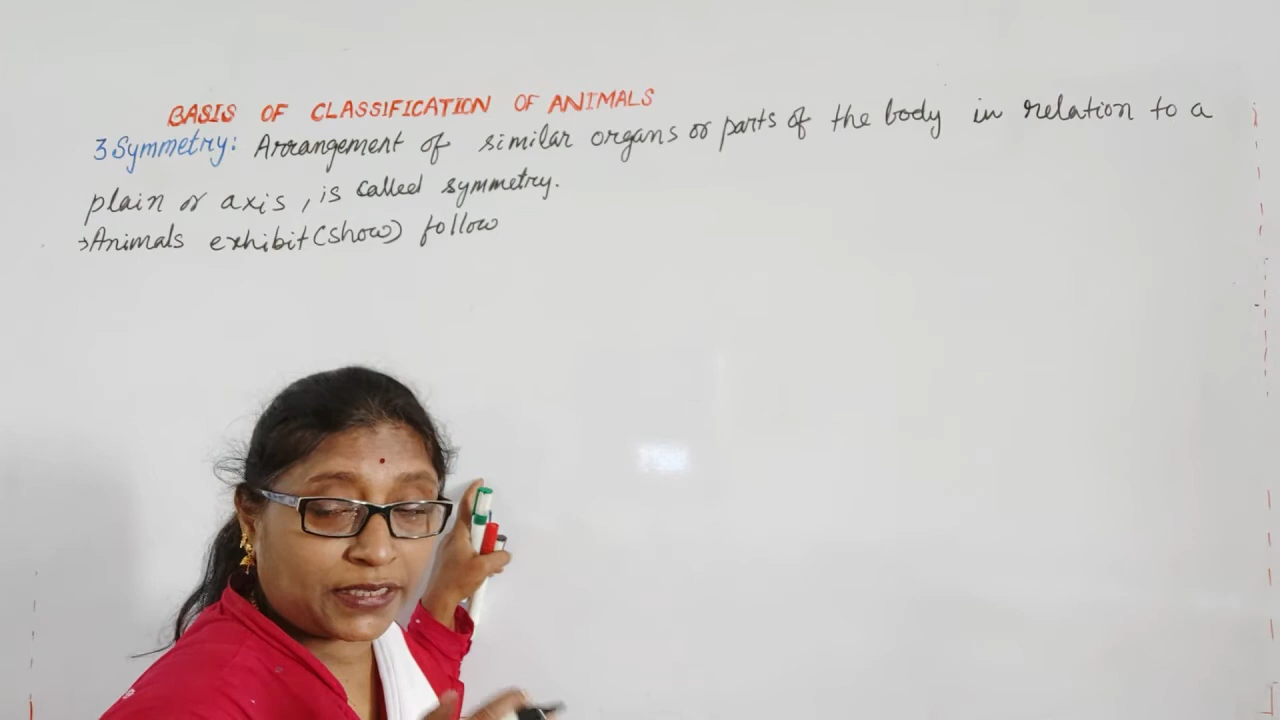 BASIS OF CLASSIFICATION OF ANIMALS
3 Symmetry: Arrangement of similar organs or parts of the body in relation to a
plain or axis, is called symmetry.
→Animals exhibit(show) follow